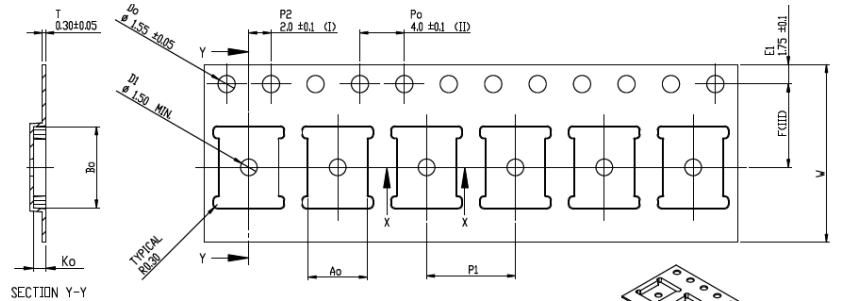 T
0.30±0.05
Do
ø 1.55 ±0.05
P2
2.0 ±0.1 (I)
Po
4.0 ±0.1 (II)
E1
1.75 ±0.1
Y
D1
ø 1.50 MIN.
F(III)
W
Bo
X
X
TYPICAL
R0.30
Ko
Y
Ao
P1
SECTION Y-Y